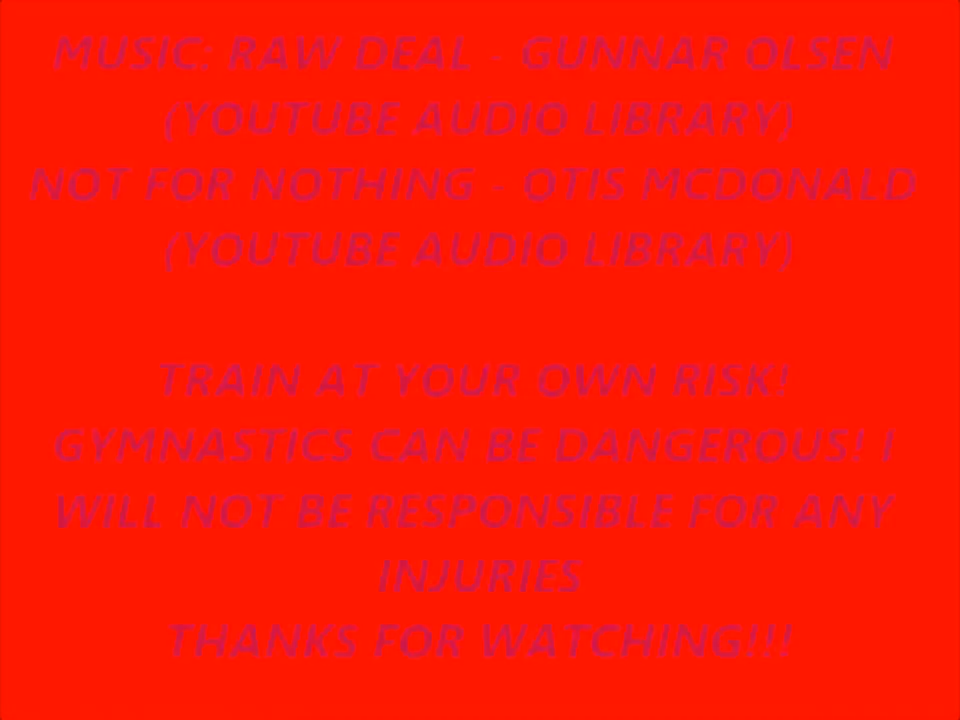 MUSIC: RAW DEAL - GUNNAR OLSEN
(YOUTUBE AUDIO LIBRARY)
NOT FOR NOTHING - OTIS MCDONALD
(YOUTUBE AUDIO LIBRARY)
TRAIN AT YOUR OWN RISK!
GYMNASTICS CAN BE DANGEROUS! I
WILL NOT BE RESPONSIBLE FOR ANY
INJURIES
THANKS FOR WATCHING!!!